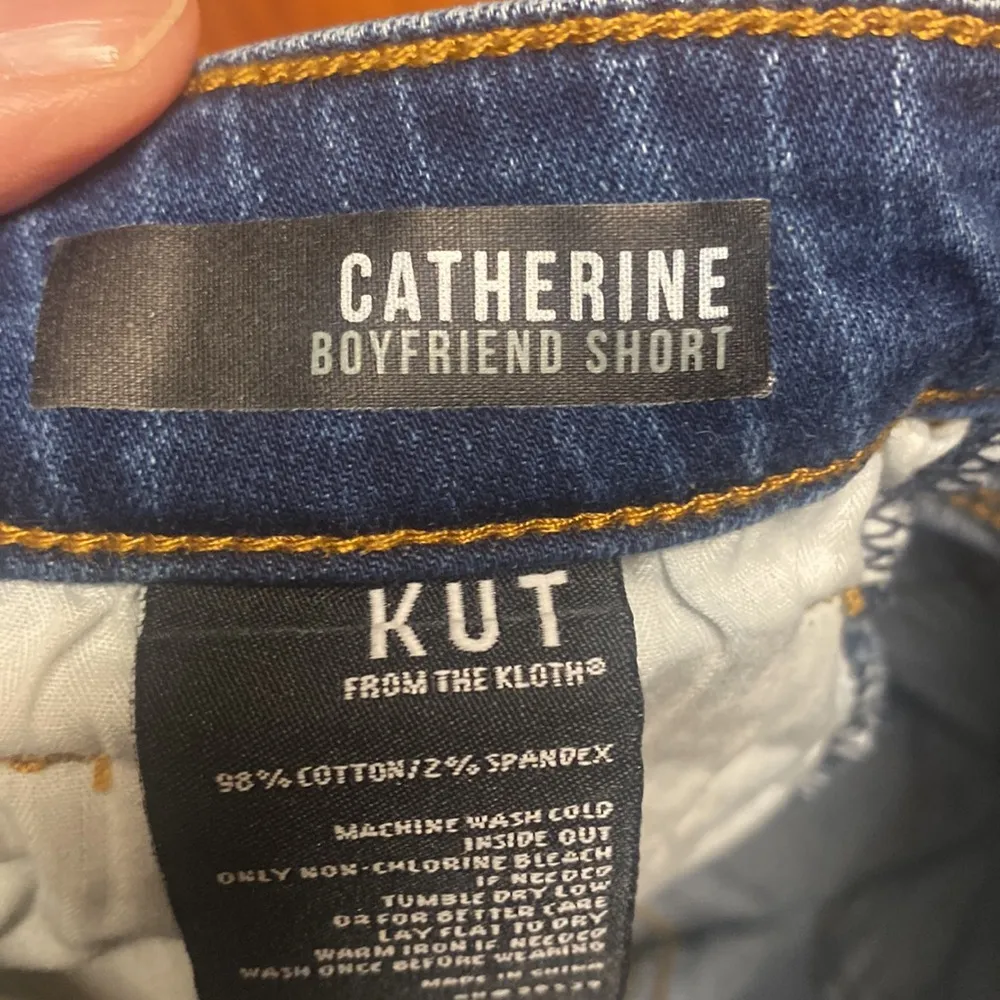 CATHERINE
BOYFRIEND SHORT
KUT
FROM THE KLOTH®
98% COTTON/2% SPANDEX
MACHINE WASH COLD
INSIDE OUT
ONLY NON-CHLORINE BLEACH
IF NEEDED
TUMBLE DRY LOW
OR FOR BETTER CARE
LAY FLAT TO DRY
WARM IRON IF NEEDED
WASH ONCE BEFORE WEARING
MADE IN CHINA